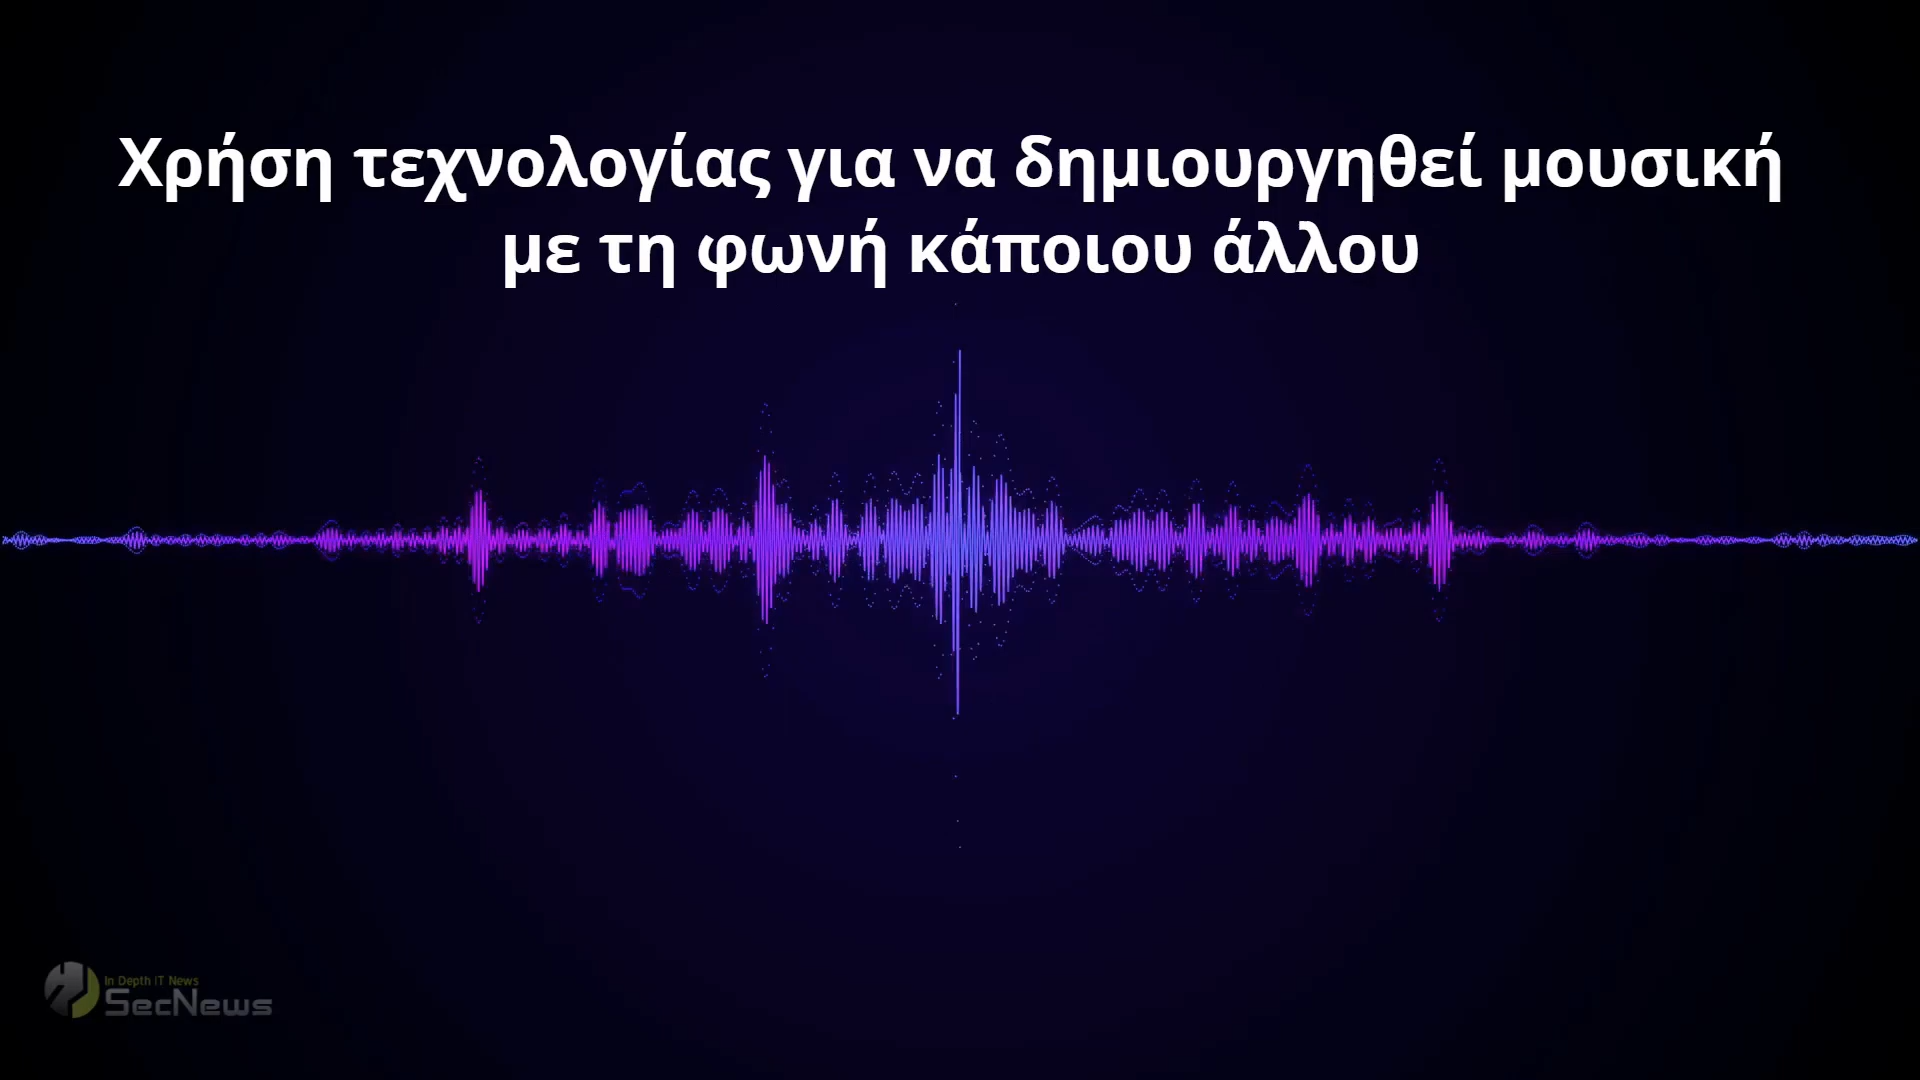 Χρήση τεχνολογίας για να δημιουργηθεί μουσική
με τη φωνή κάποιου άλλου
In Depth IT News
SecNews